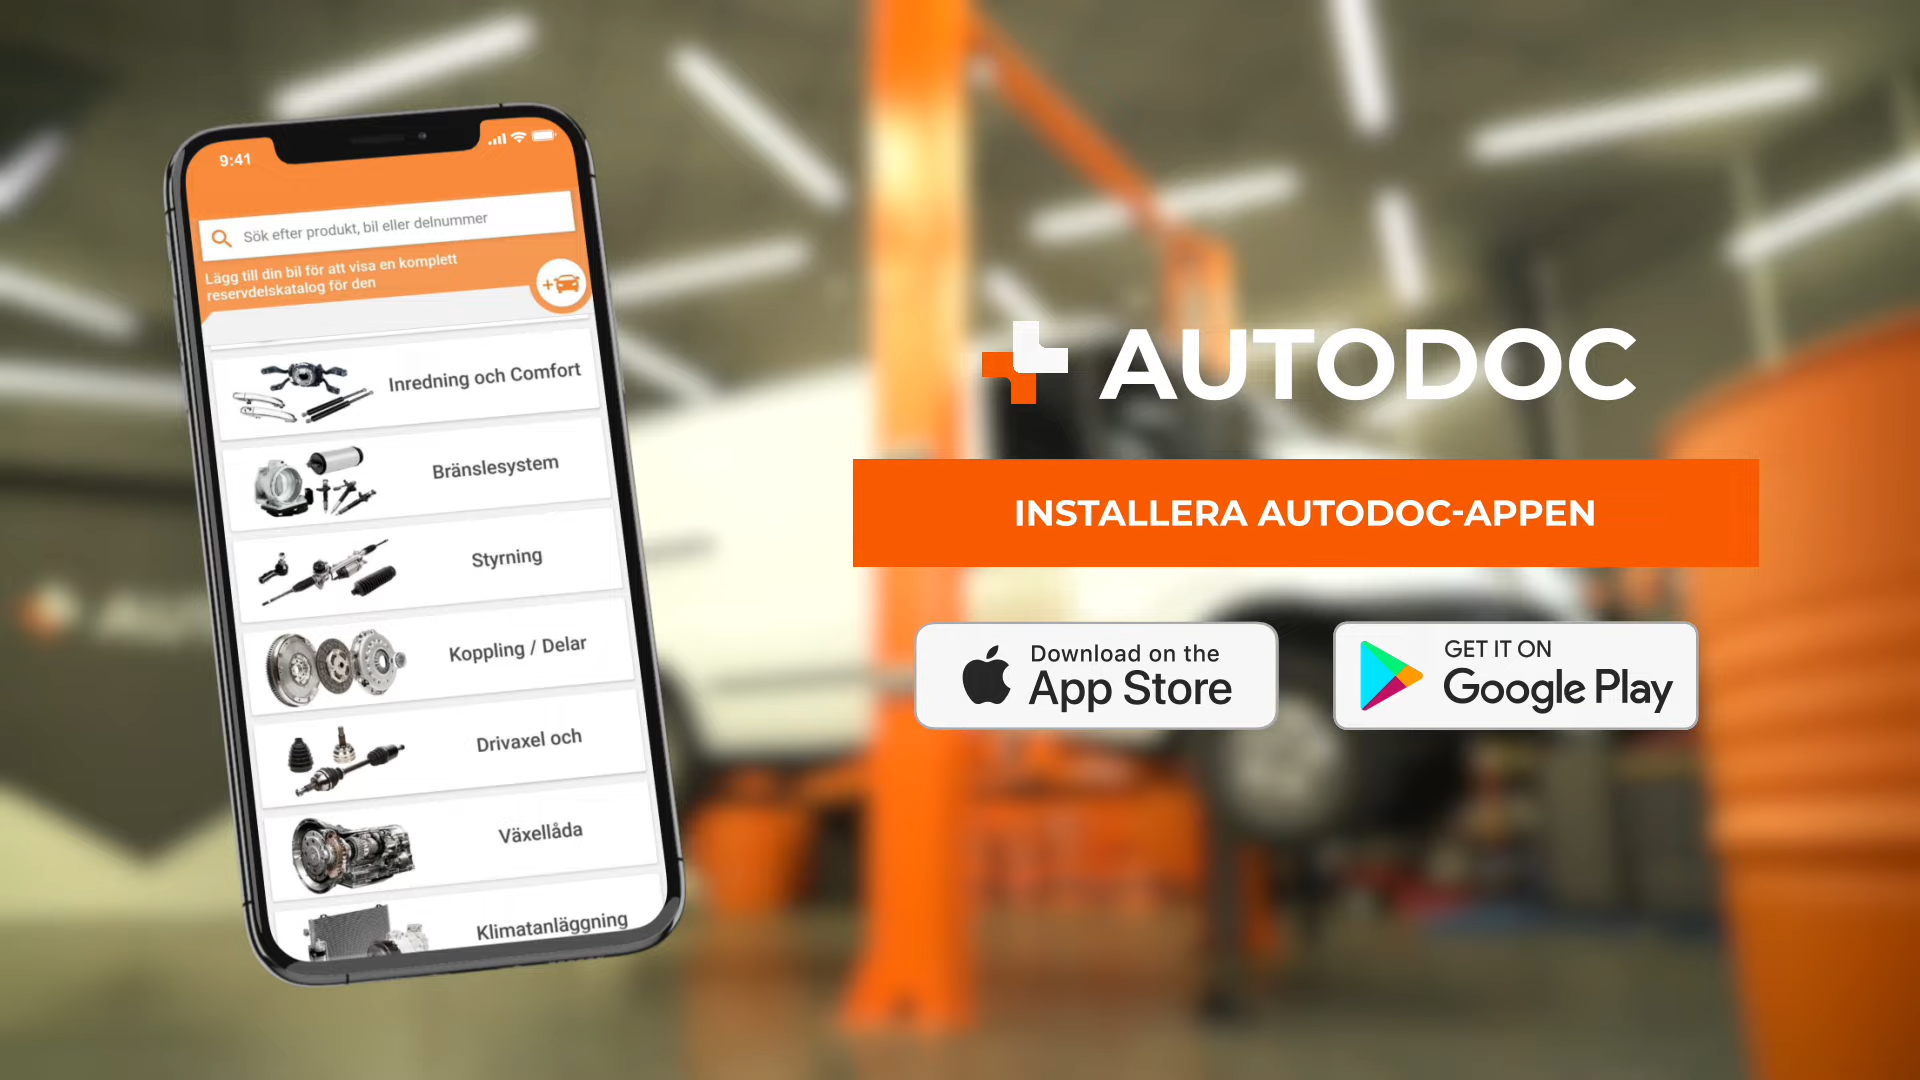 9:41
Sök efter produkt, bil eller delnummer
Lägg till din bil för att visa en komplett
reservdelskatalog för den
Inredning och Comfort
Bränslesystem
Styrning
Koppling / Delar
Drivaxel och
Växellåda
Klimatanläggning
AUTODOC
INSTALLERA AUTODOC-APPEN
Download on the
App Store
GET IT ON
Google Play